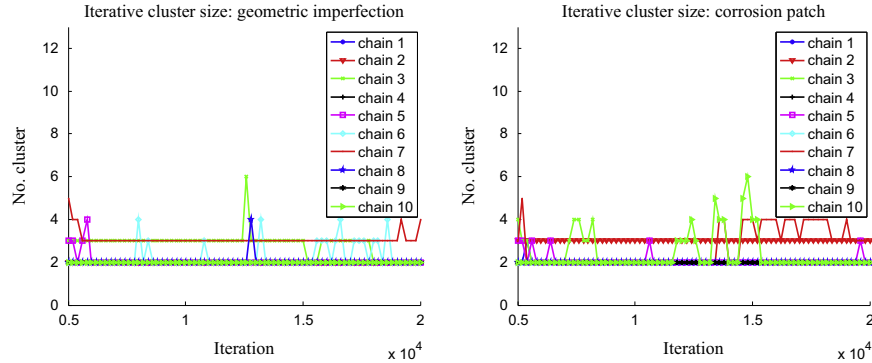 Iterative cluster size: geometric imperfection
No. cluster
12
10
8
6
4
2
0
0.5
1
1.5
2
x 10⁴
Iteration
chain 1
chain 2
chain 3
chain 4
chain 5
chain 6
chain 7
chain 8
chain 9
chain 10
Iterative cluster size: corrosion patch
No. cluster
12
10
8
6
4
2
0
0.5
1
1.5
2
x 10⁴
Iteration
chain 1
chain 2
chain 3
chain 4
chain 5
chain 6
chain 7
chain 8
chain 9
chain 10